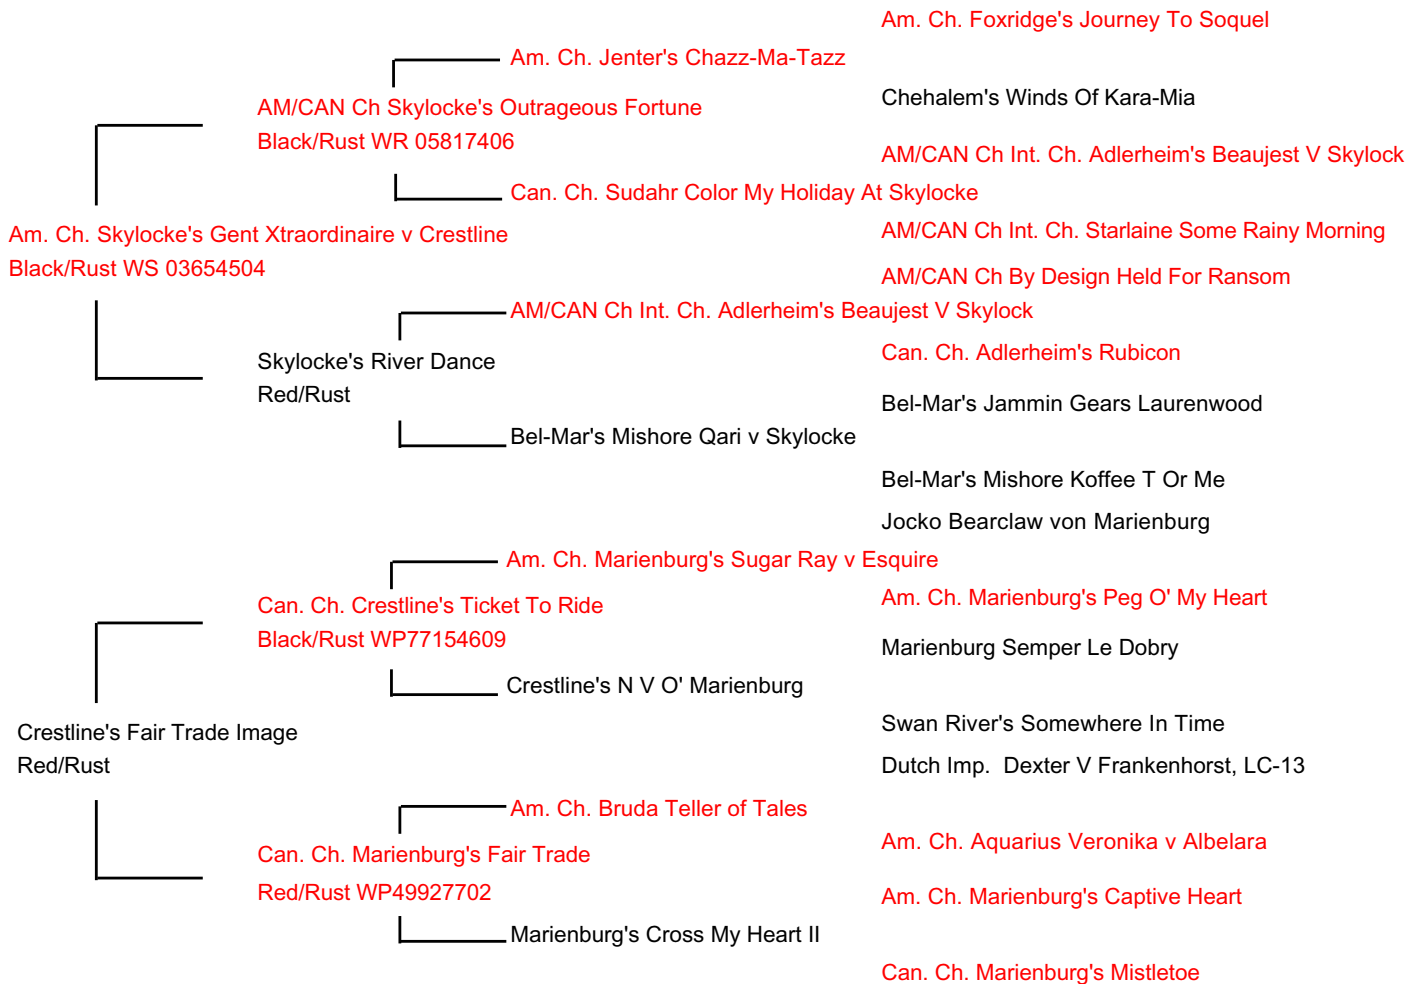 Am. Ch. Foxridge's Journey To Soquel
Am. Ch. Jenter's Chazz-Ma-Tazz
Chehalem's Winds Of Kara-Mia
AM/CAN Ch Skylocke's Outrageous Fortune
Black/Rust WR 05817406
AM/CAN Ch Int. Ch. Adlerheim's Beaujest V Skylock
Can. Ch. Sudahr Color My Holiday At Skylocke
AM/CAN Ch Int. Ch. Starlaine Some Rainy Morning
Am. Ch. Skylocke's Gent Xtraordinaire v Crestline
Black/Rust WS 03654504
AM/CAN Ch By Design Held For Ransom
AM/CAN Ch Int. Ch. Adlerheim's Beaujest V Skylock
Can. Ch. Adlerheim's Rubicon
Skylocke's River Dance
Red/Rust
Bel-Mar's Jammin Gears Laurenwood
Bel-Mar's Mishore Qari v Skylocke
Bel-Mar's Mishore Koffee T Or Me
Jocko Bearclaw von Marienburg
Am. Ch. Marienburg's Sugar Ray v Esquire
Am. Ch. Marienburg's Peg O' My Heart
Can. Ch. Crestline's Ticket To Ride
Black/Rust WP77154609
Marienburg Semper Le Dobry
Crestline's N V O' Marienburg
Swan River's Somewhere In Time
Crestline's Fair Trade Image
Red/Rust
Dutch Imp. Dexter V Frankenhorst, LC-13
Am. Ch. Bruda Teller of Tales
Am. Ch. Aquarius Veronika v Albelara
Can. Ch. Marienburg's Fair Trade
Red/Rust WP49927702
Am. Ch. Marienburg's Captive Heart
Marienburg's Cross My Heart II
Can. Ch. Marienburg's Mistletoe